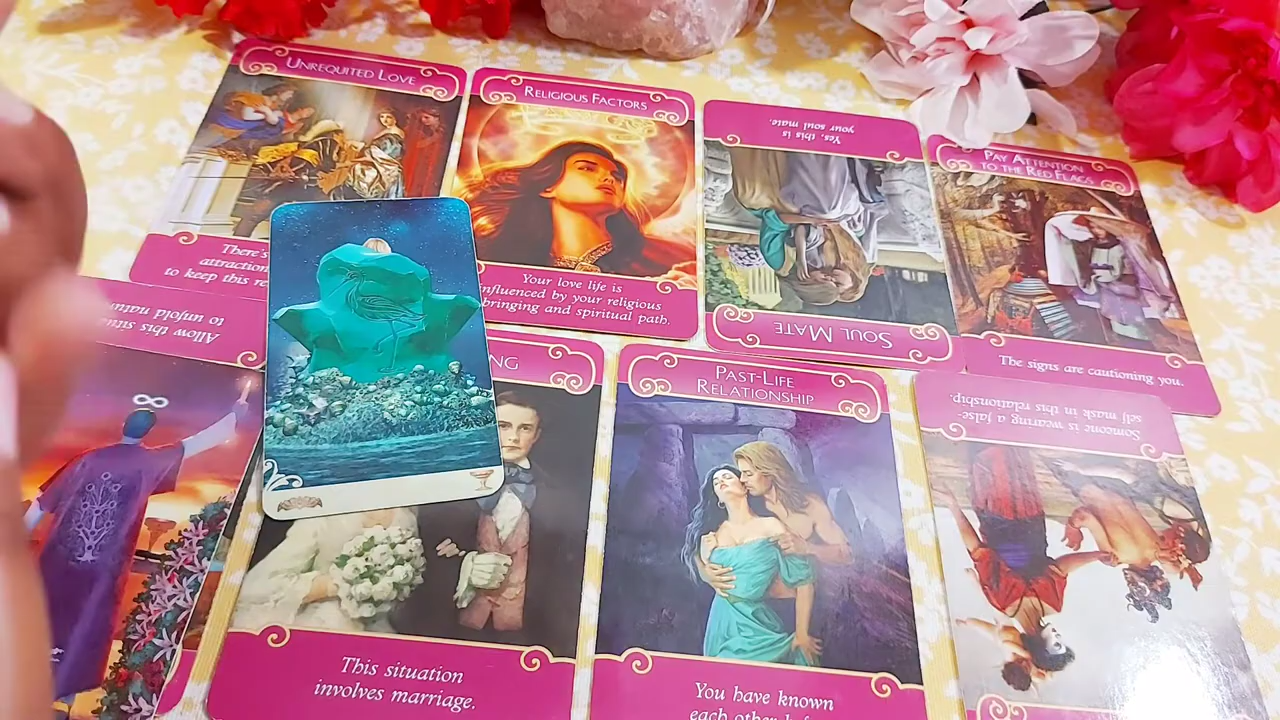 UNREQUITED LOVE
There's
attraction
to keep this re
RELIGIOUS FACTORS
Your love life is
influenced by your religious
bringing and spiritual path.
Yes, this is
your soul mate.
SOUL MATE
PAY ATTENTION
TO THE RED FLAGS
The signs are cautioning you.
Allow this situ
to unfold natu
NG
This situation
involves marriage.
PAST-LIFE
RELATIONSHIP
You have known
each other
Someone is wearing a false-
self mask in this relationship.